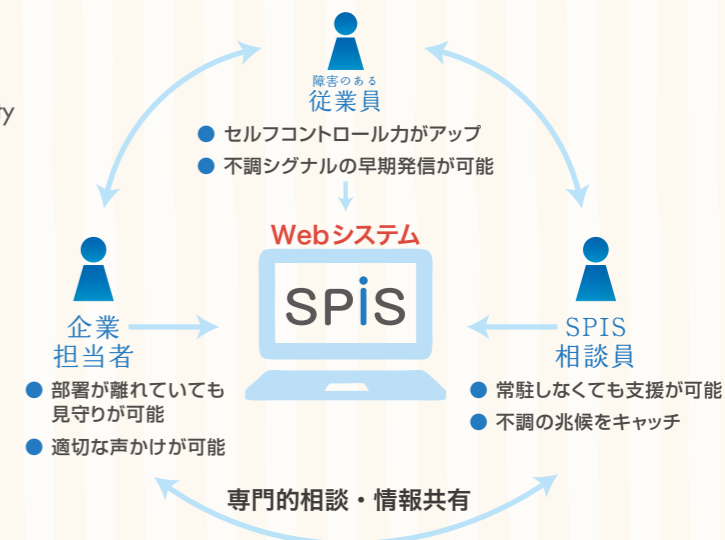 障害のある
従業員
ty
● セルフコントロール力がアップ
● 不調シグナルの早期発信が可能
Webシステム
SPiS
企業
担当者
● 部署が離れていても
見守りが可能
● 適切な声かけが可能
SPIS
相談員
● 常駐しなくても支援が可能
● 不調の兆候をキャッチ
専門的相談・情報共有